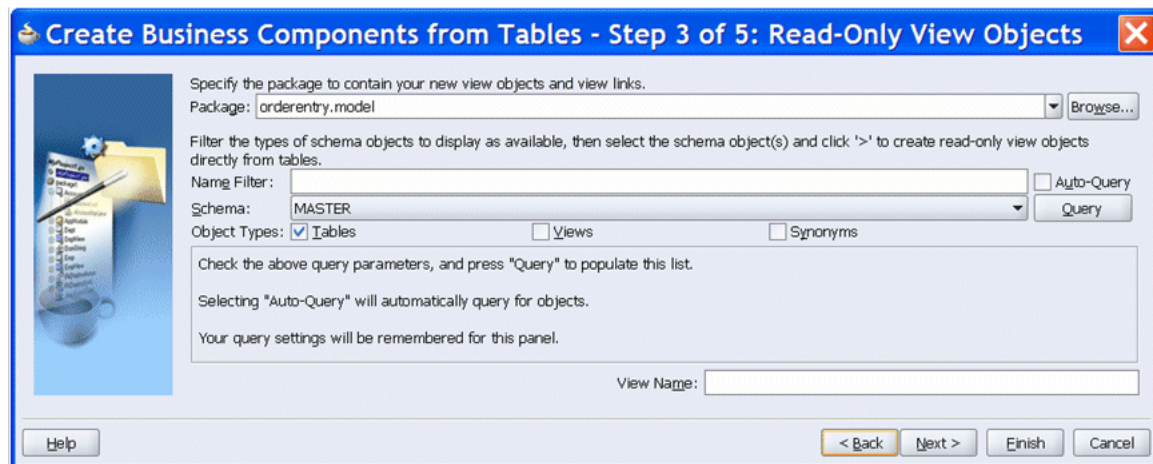 Create Business Components from Tables - Step 3 of 5: Read-Only View Objects
Specify the package to contain your new view objects and view links.
Package: orderentry.model Browse...
Filter the types of schema objects to display as available, then select the schema object(s) and click '>' to create read-only view objects
directly from tables.
Name Filter: Auto-Query
Schema: MASTER Query
Object Types: Tables Views Synonyms
Check the above query parameters, and press "Query" to populate this list.
Selecting "Auto-Query" will automatically query for objects.
Your query settings will be remembered for this panel.
View Name:
Help < Back Next > Finish Cancel